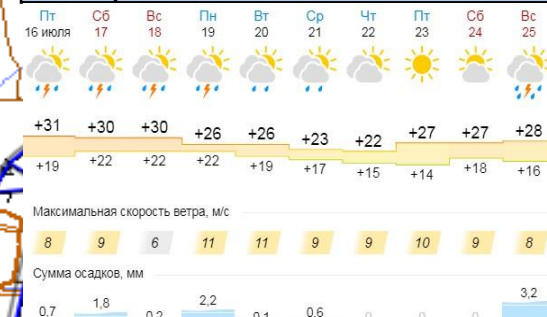 Пт Сб Вс Пн Вт Ср Чт Пт Сб Вс
16 июля 17 18 19 20 21 22 23 24 25
+31 +30 +30 +26 +26 +23 +22 +27 +27 +28
+19 +22 +22 +22 +19 +17 +15 +14 +18 +16
Максимальная скорость ветра, м/с
8 9 6 11 11 9 9 10 9 8
Сумма осадков, мм
0,7 1,8 0,2 2,2 0,1 0,6 0 0 0 3,2